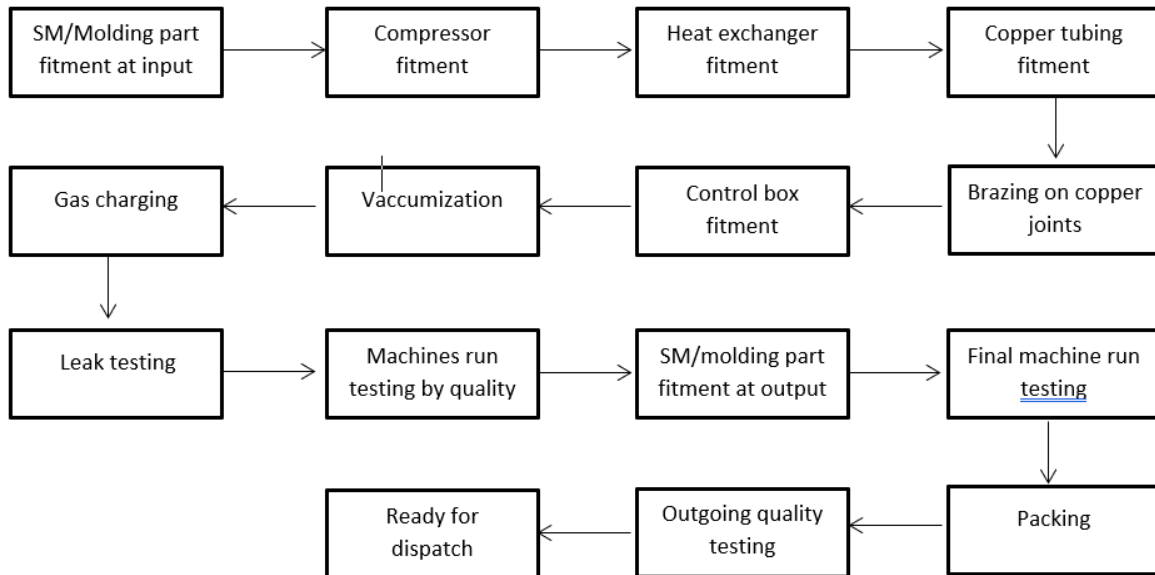 SM/Molding part
fitment at input
Compressor
fitment
Heat exchanger
fitment
Copper tubing
fitment
Brazing on copper
joints
Control box
fitment
Vaccumization
Gas charging
Leak testing
Machines run
testing by quality
SM/molding part
fitment at output
Final machine run
testing
Packing
Outgoing quality
testing
Ready for
dispatch